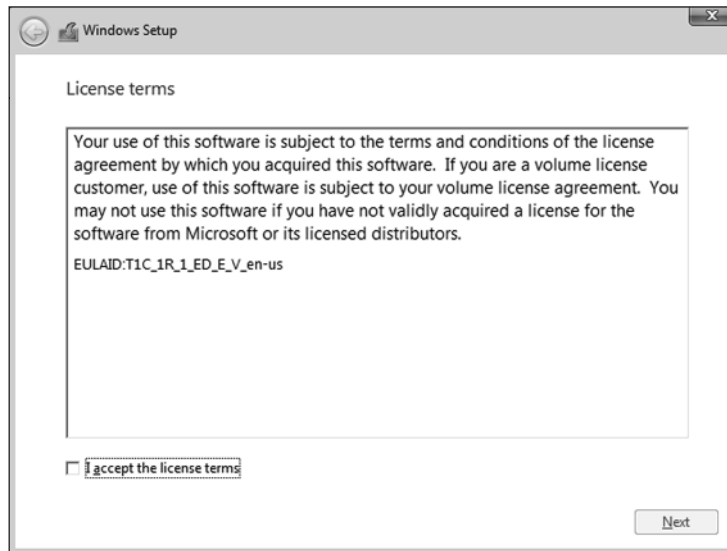 Windows Setup
License terms
Your use of this software is subject to the terms and conditions of the license
agreement by which you acquired this software.  If you are a volume license
customer, use of this software is subject to your volume license agreement.  You
may not use this software if you have not validly acquired a license for the
software from Microsoft or its licensed distributors.
EULAID:T1C_1R_1_ED_E_V_en-us
I accept the license terms
Next